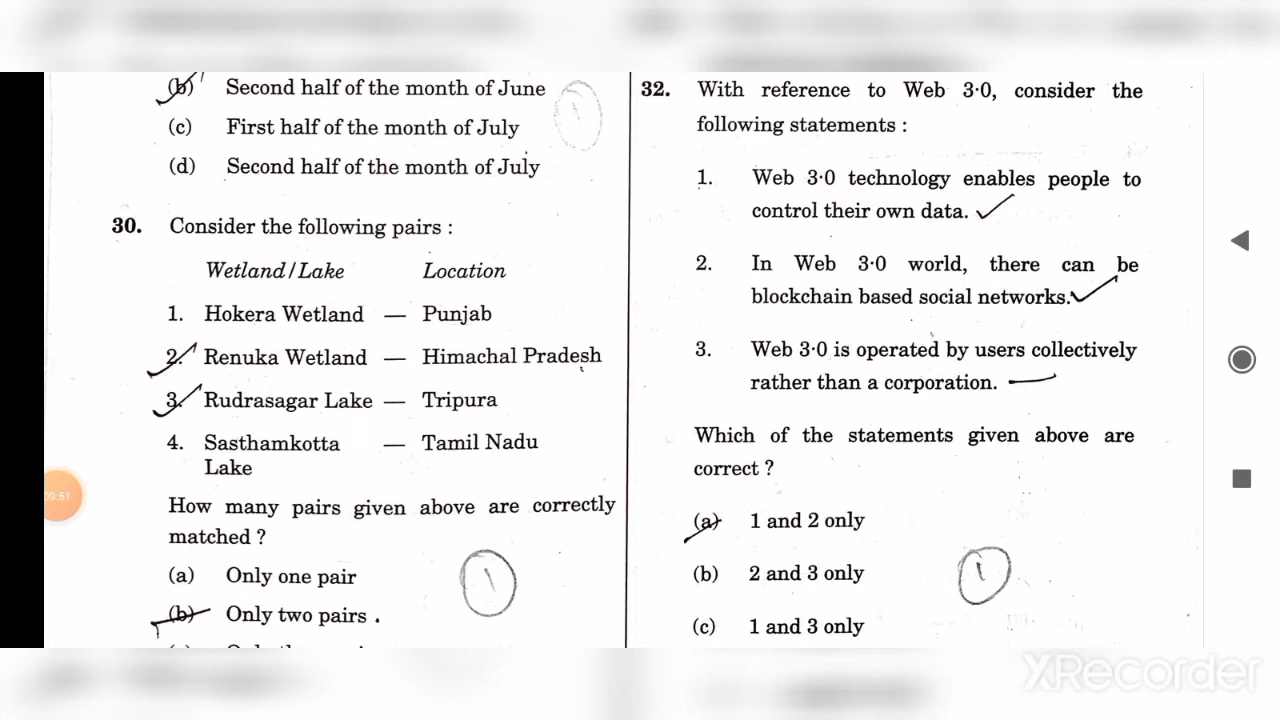 (b) Second half of the month of June
(c) First half of the month of July
(d) Second half of the month of July
30. Consider the following pairs :
Wetland/Lake Location
1. Hokera Wetland — Punjab
2. Renuka Wetland — Himachal Pradesh
3. Rudrasagar Lake — Tripura
4. Sasthamkotta — Tamil Nadu
Lake
How many pairs given above are correctly
matched ?
(a) Only one pair
(b) Only two pairs .
09:51
32. With reference to Web 3·0, consider the
following statements :
1. Web 3·0 technology enables people to
control their own data.
2. In Web 3·0 world, there can be
blockchain based social networks.
3. Web 3·0 is operated by users collectively
rather than a corporation.
Which of the statements given above are
correct ?
(a) 1 and 2 only
(b) 2 and 3 only
(c) 1 and 3 only
XRecorder